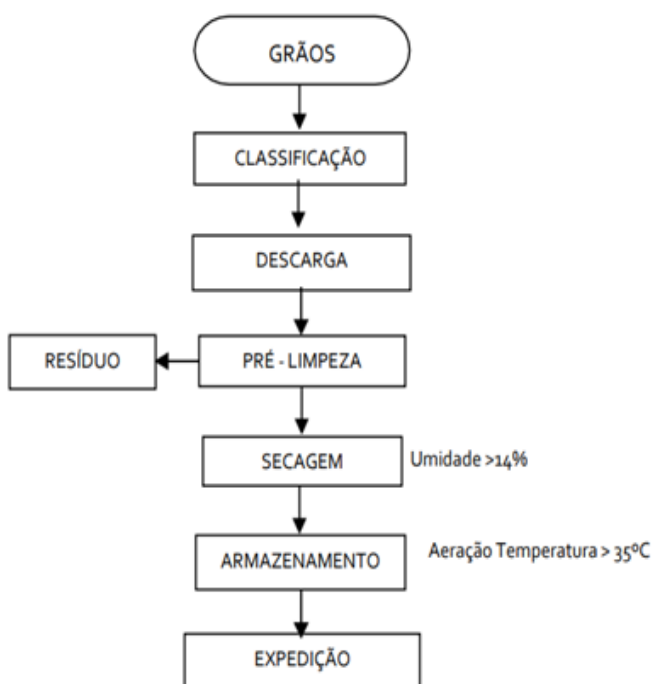 GRÃOS
CLASSIFICAÇÃO
DESCARGA
RESÍDUO
PRÉ - LIMPEZA
SECAGEM
Umidade >14%
ARMAZENAMENTO
Aeração Temperatura > 35ºC
EXPEDIÇÃO